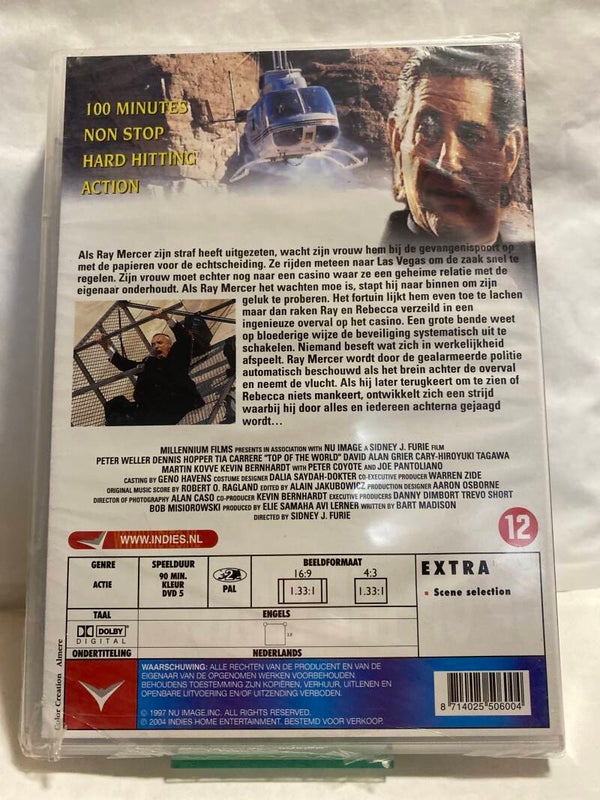 100 MINUTES
NON STOP
HARD HITTING
ACTION
Als Ray Mercer zijn straf heeft uitgezeten, wacht zijn vrouw hem bij de gevangenispoort op
met de papieren voor de echtscheiding. Ze rijden meteen naar Las Vegas om de zaak snel te
regelen. Zijn vrouw moet echter nog naar een casino waar ze een geheime relatie met de
eigenaar onderhoudt. Als Ray Mercer het wachten moe is, stapt hij naar binnen om zijn
geluk te proberen. Het fortuin lijkt hem even toe te lachen
maar dan raken Ray en Rebecca verzeild in een
ingenieuze overval op het casino. Een grote bende weet
op bloederige wijze de beveiliging systematisch uit te
schakelen. Niemand beseft wat zich in werkelijkheid
afspeelt. Ray Mercer wordt door de gealarmeerde politie
automatisch beschouwd als het brein achter de overval
en neemt de vlucht. Als hij later terugkeert om te zien of
Rebecca niets mankeert, ontwikkelt zich een strijd
waarbij hij door alles en iedereen achterna gejaagd
wordt...
MILLENNIUM FILMS PRESENTS IN ASSOCIATION WITH NU IMAGE A SIDNEY J. FURIE FILM
PETER WELLER DENNIS HOPPER TIA CARRERE "TOP OF THE WORLD" DAVID ALAN GRIER CARY-HIROYUKI TAGAWA
MARTIN KOVVE KEVIN BERNHARDT WITH PETER COYOTE AND JOE PANTOLIANO
CASTING BY GENO HAVENS COSTUME DESIGNER DALIA SAYDAH-DOKTER CO-EXECUTIVE PRODUCER WARREN ZIDE
ORIGINAL MUSIC SCORE BY ROBERT O. RAGLAND EDITED BY ALAIN JAKUBOWICZ PRODUCTION DESIGNER AARON OSBORNE
DIRECTOR OF PHOTOGRAPHY ALAN CASO CO-PRODUCER KEVIN BERNHARDT EXECUTIVE PRODUCERS DANNY DIMBORT TREVO SHORT
BOB MISIOROWSKI PRODUCED BY ELIE SAMAHA AVI LERNER WRITTEN BY BART MADISON
DIRECTED BY SIDNEY J. FURIE
12
WWW.INDIES.NL
GENRE SPEELDUUR BEELDFORMAAT
ACTIE 90 MIN. KLEUR DVD 5 2 PAL 16:9 1.33:1 4:3 1.33:1
EXTRA
Scene selection
TAAL ENGELS
DOLBY DIGITAL
ONDERTITELING NEDERLANDS
WAARSCHUWING: ALLE RECHTEN VAN DE PRODUCENT EN VAN DE
EIGENAAR VAN DE OPGENOMEN WERKEN VOORBEHOUDEN.
BEHOUDENS TOESTEMMING ZIJN KOPIËREN, VERHUUR, UITLENEN EN
OPENBARE UITVOERING EN/OF UITZENDING VERBODEN.
© 1997 NU IMAGE,INC. ALL RIGHTS RESERVED.
© 2004 INDIES HOME ENTERTAINMENT. BESTEMD VOOR VERKOOP.
8 714025 506004
Color Creation Almere